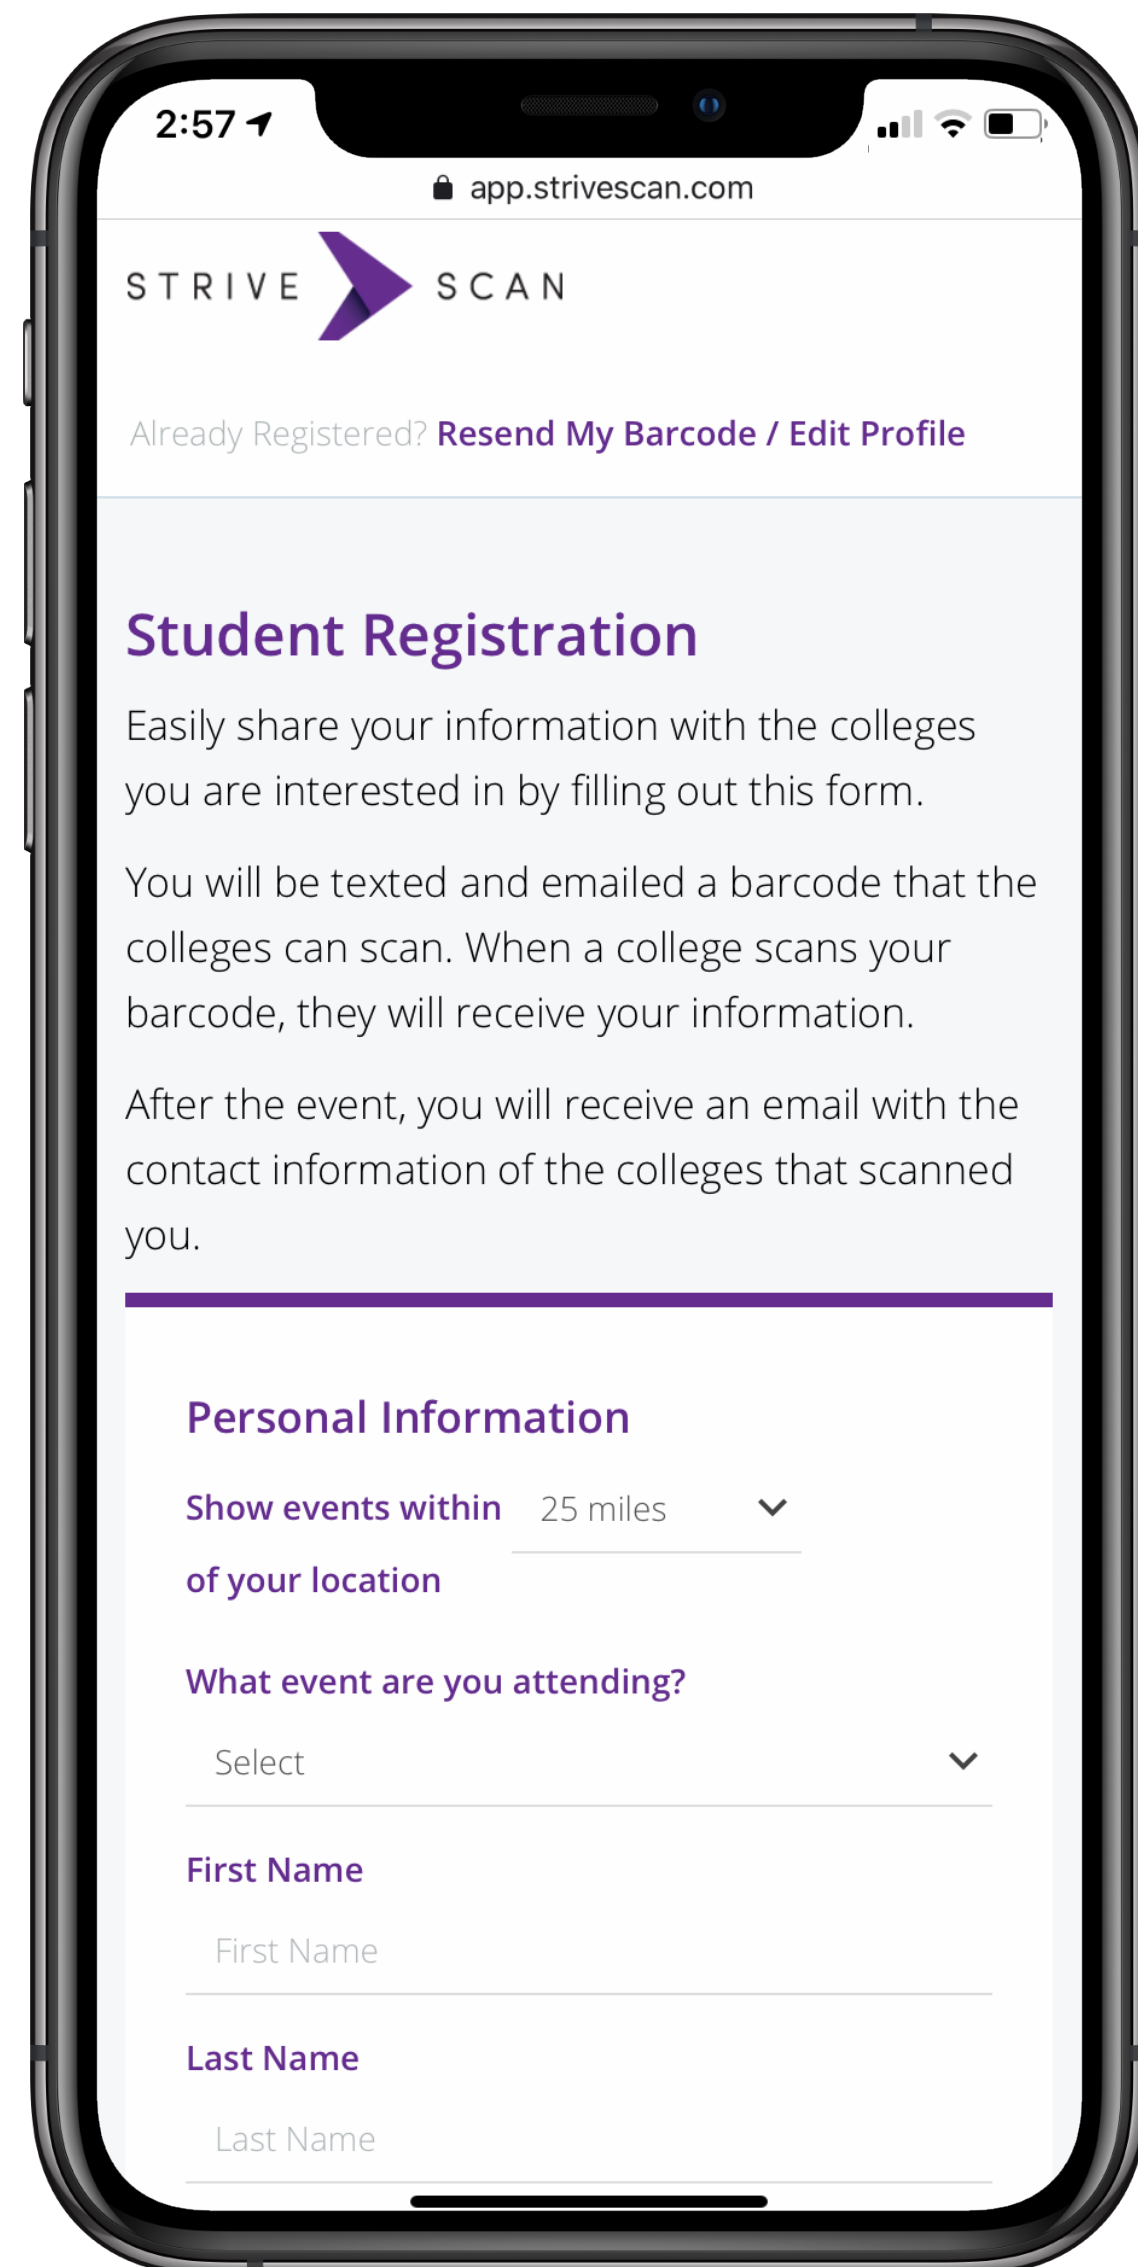 2:57
app.strivescan.com
STRIVE SCAN
Already Registered? Resend My Barcode / Edit Profile
Student Registration
Easily share your information with the colleges
you are interested in by filling out this form.
You will be texted and emailed a barcode that the
colleges can scan. When a college scans your
barcode, they will receive your information.
After the event, you will receive an email with the
contact information of the colleges that scanned
you.
Personal Information
Show events within 25 miles
of your location
What event are you attending?
Select
First Name
First Name
Last Name
Last Name